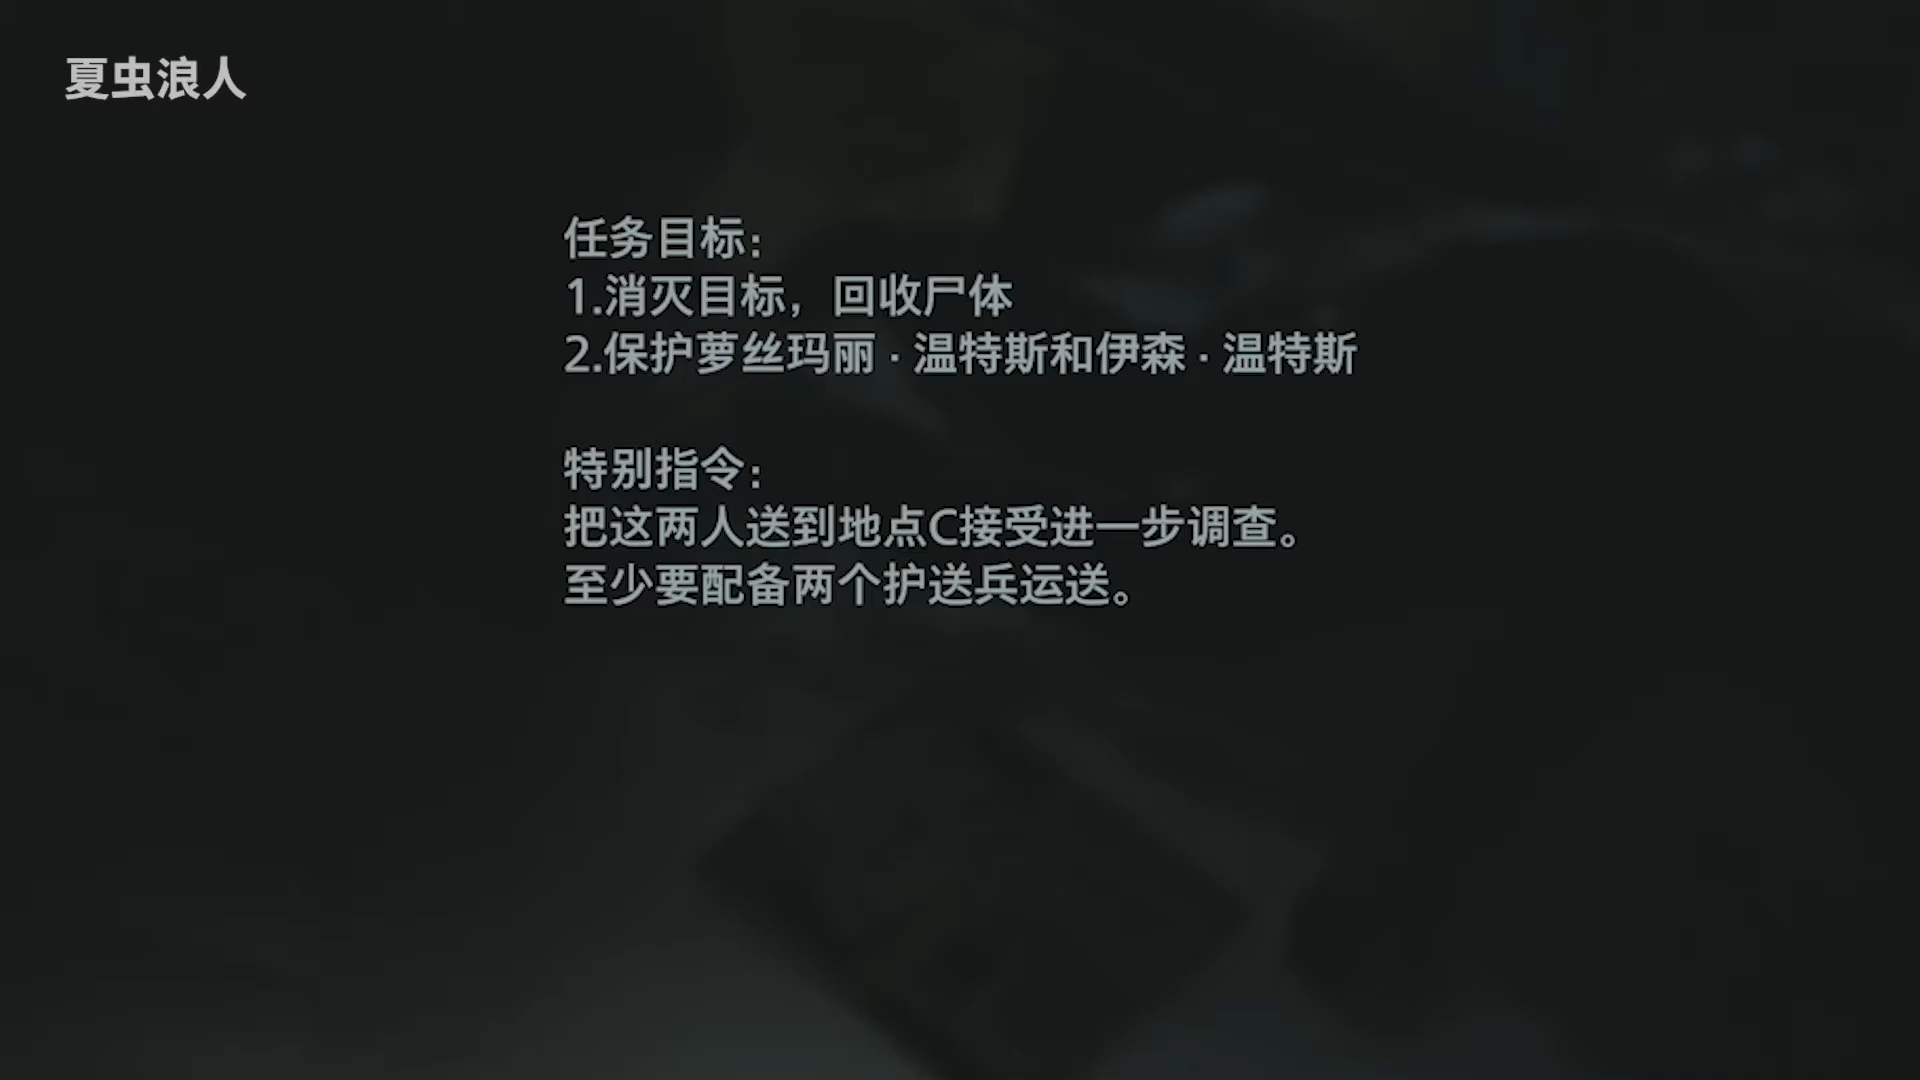 夏虫浪人
任务目标：
1.消灭目标，回收尸体
2.保护萝丝玛丽·温特斯和伊森·温特斯
特别指令：
把这两人送到地点C接受进一步调查。
至少要配备两个护送兵运送。